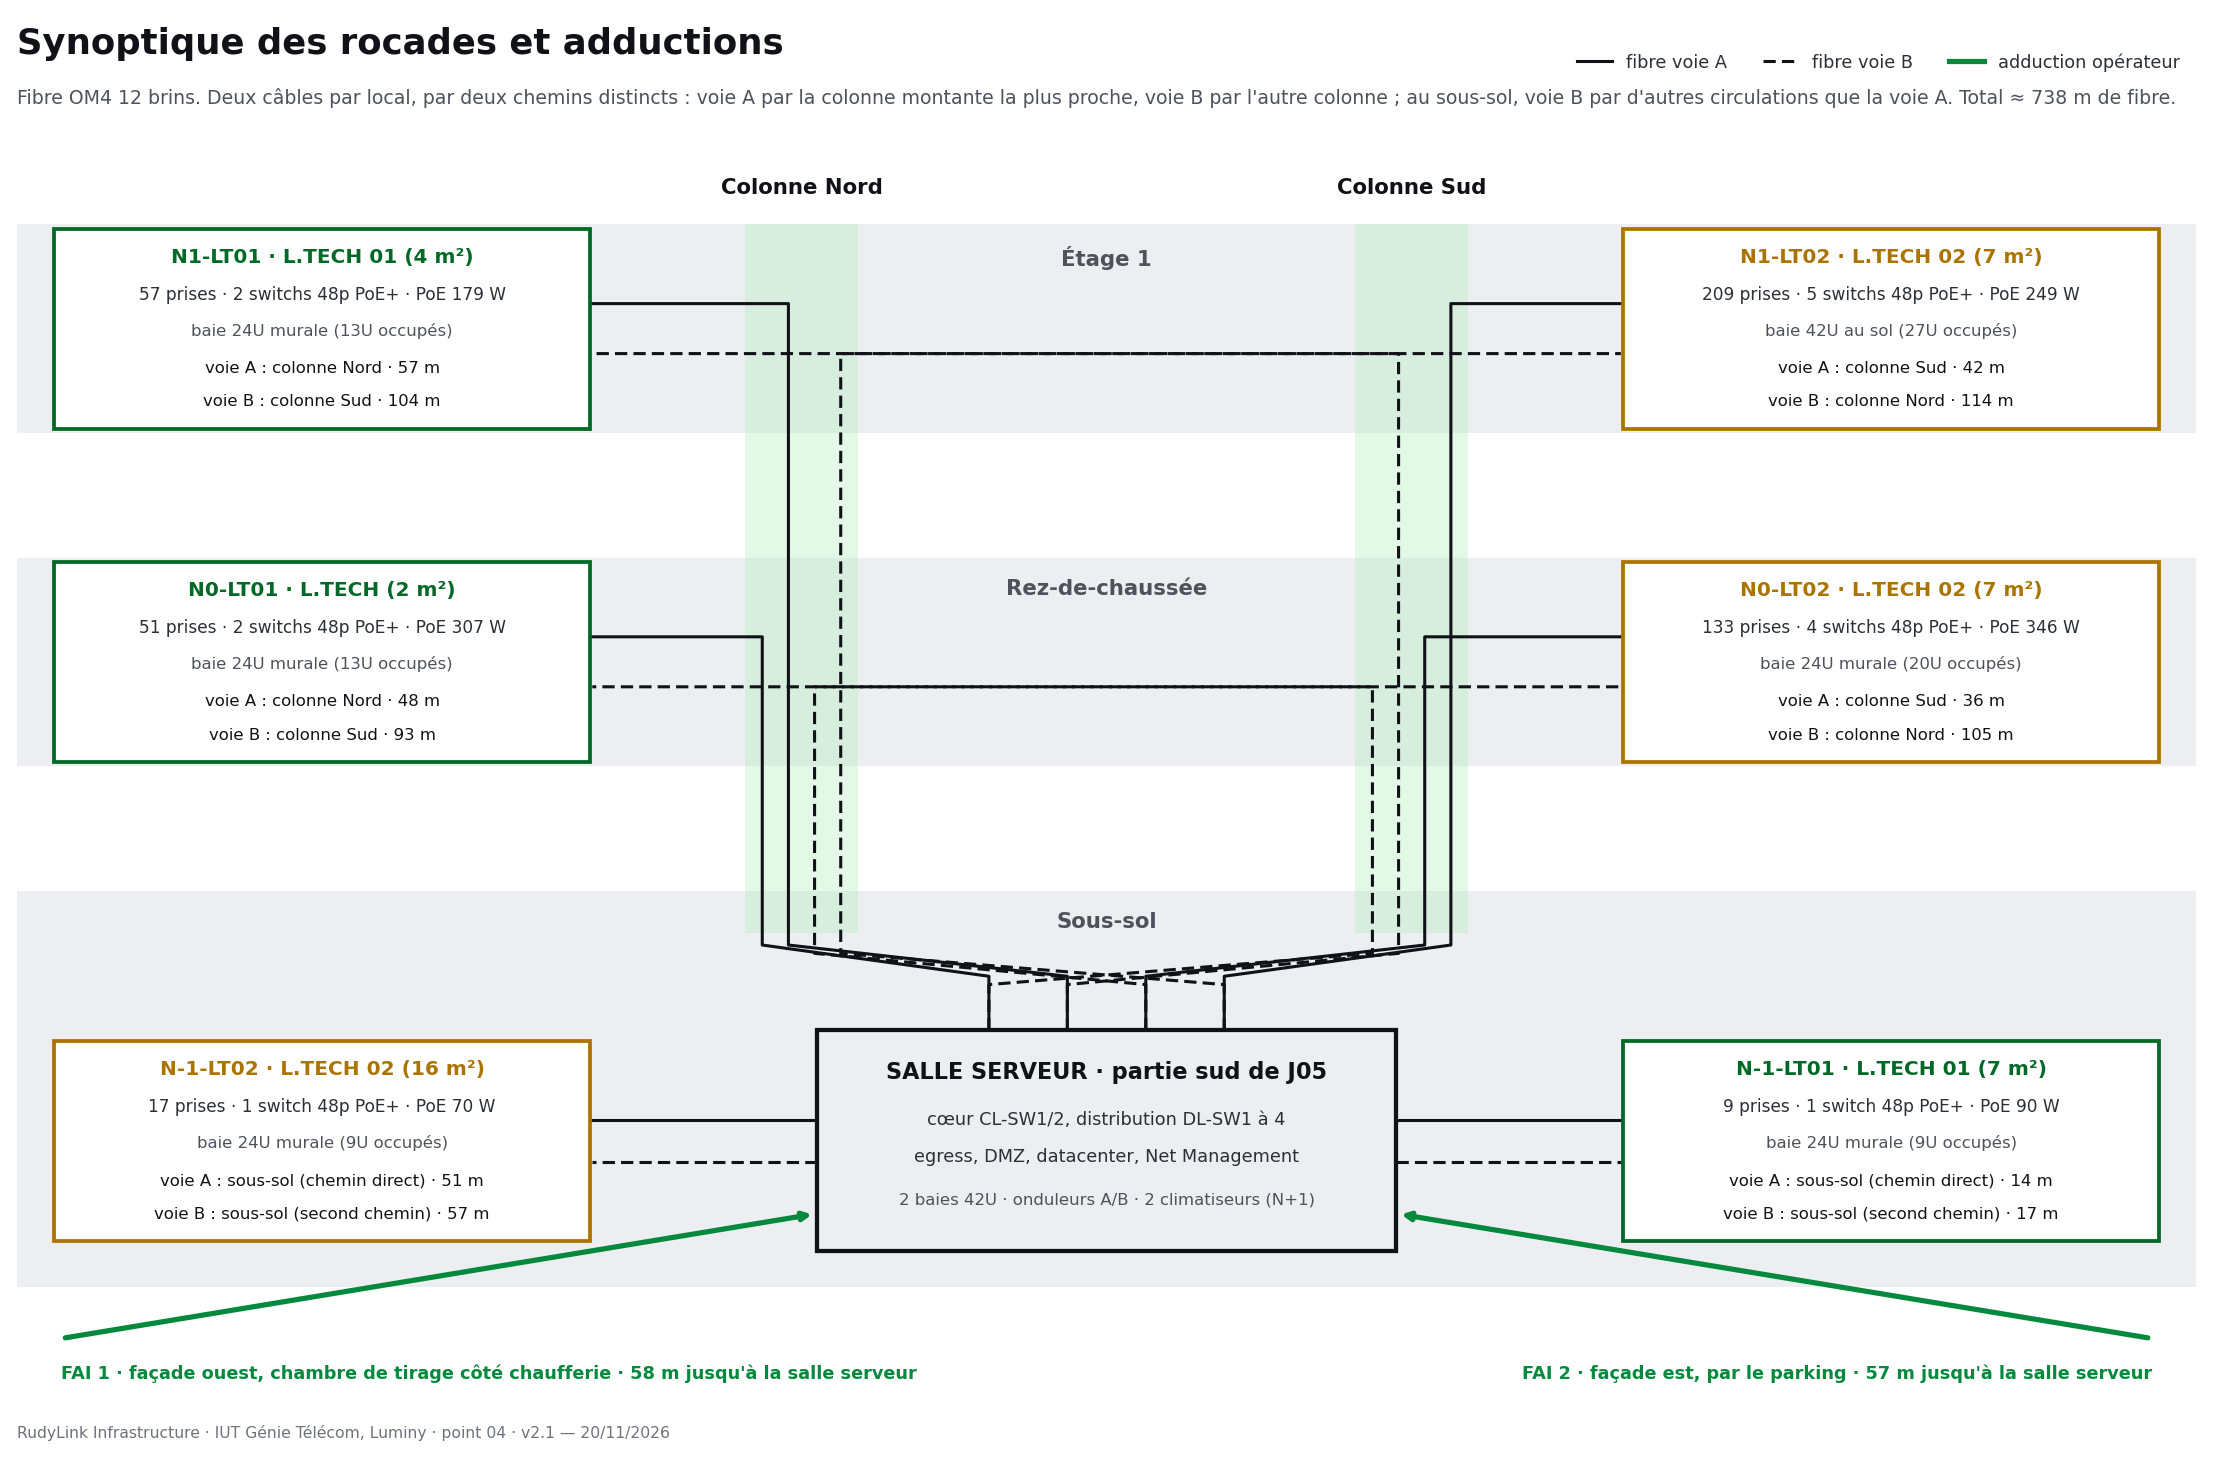 Synoptique des rocades et adductions
fibre voie A
fibre voie B
adduction opérateur
Fibre OM4 12 brins. Deux câbles par local, par deux chemins distincts : voie A par la colonne montante la plus proche, voie B par l'autre colonne ; au sous-sol, voie B par d'autres circulations que la voie A. Total ≈ 738 m de fibre.
Colonne Nord
Colonne Sud
Étage 1
N1-LT01 · L.TECH 01 (4 m²)
57 prises · 2 switchs 48p PoE+ · PoE 179 W
baie 24U murale (13U occupés)
voie A : colonne Nord · 57 m
voie B : colonne Sud · 104 m
N1-LT02 · L.TECH 02 (7 m²)
209 prises · 5 switchs 48p PoE+ · PoE 249 W
baie 42U au sol (27U occupés)
voie A : colonne Sud · 42 m
voie B : colonne Nord · 114 m
Rez-de-chaussée
N0-LT01 · L.TECH (2 m²)
51 prises · 2 switchs 48p PoE+ · PoE 307 W
baie 24U murale (13U occupés)
voie A : colonne Nord · 48 m
voie B : colonne Sud · 93 m
N0-LT02 · L.TECH 02 (7 m²)
133 prises · 4 switchs 48p PoE+ · PoE 346 W
baie 24U murale (20U occupés)
voie A : colonne Sud · 36 m
voie B : colonne Nord · 105 m
Sous-sol
N-1-LT02 · L.TECH 02 (16 m²)
17 prises · 1 switch 48p PoE+ · PoE 70 W
baie 24U murale (9U occupés)
voie A : sous-sol (chemin direct) · 51 m
voie B : sous-sol (second chemin) · 57 m
SALLE SERVEUR · partie sud de J05
cœur CL-SW1/2, distribution DL-SW1 à 4
egress, DMZ, datacenter, Net Management
2 baies 42U · onduleurs A/B · 2 climatiseurs (N+1)
N-1-LT01 · L.TECH 01 (7 m²)
9 prises · 1 switch 48p PoE+ · PoE 90 W
baie 24U murale (9U occupés)
voie A : sous-sol (chemin direct) · 14 m
voie B : sous-sol (second chemin) · 17 m
FAI 1 · façade ouest, chambre de tirage côté chaufferie · 58 m jusqu'à la salle serveur
FAI 2 · façade est, par le parking · 57 m jusqu'à la salle serveur
RudyLink Infrastructure · IUT Génie Télécom, Luminy · point 04 · v2.1 — 20/11/2026